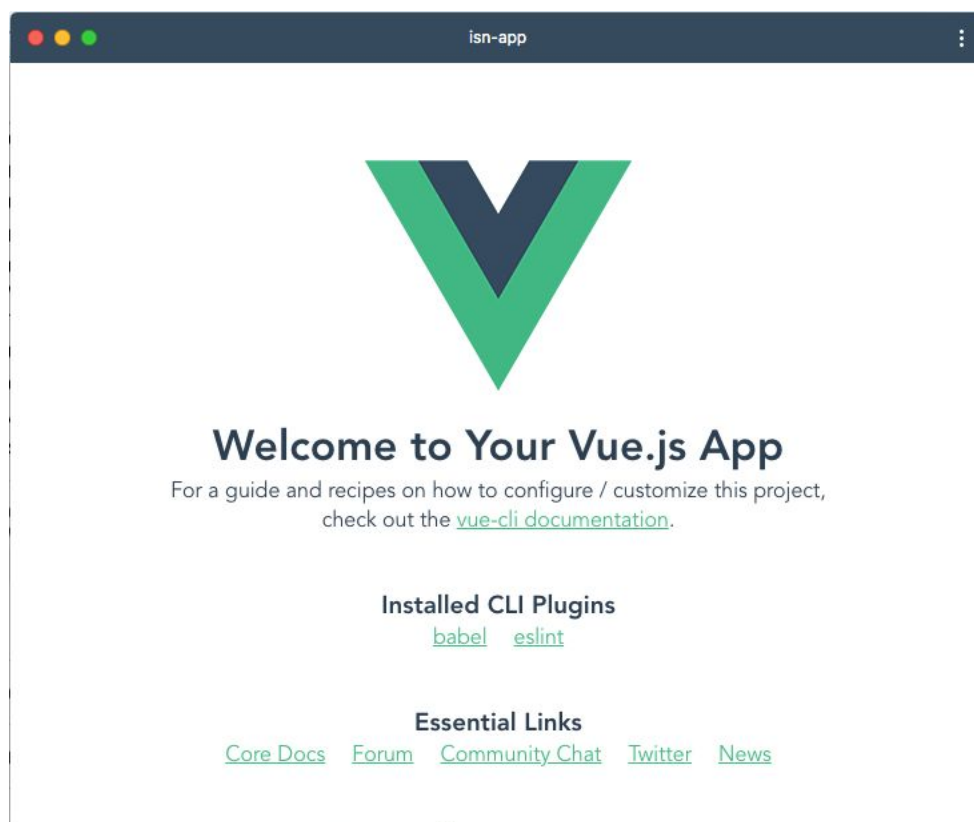 isn-app
Welcome to Your Vue.js App
For a guide and recipes on how to configure / customize this project,
check out the vue-cli documentation.
Installed CLI Plugins
babel eslint
Essential Links
Core Docs Forum Community Chat Twitter News